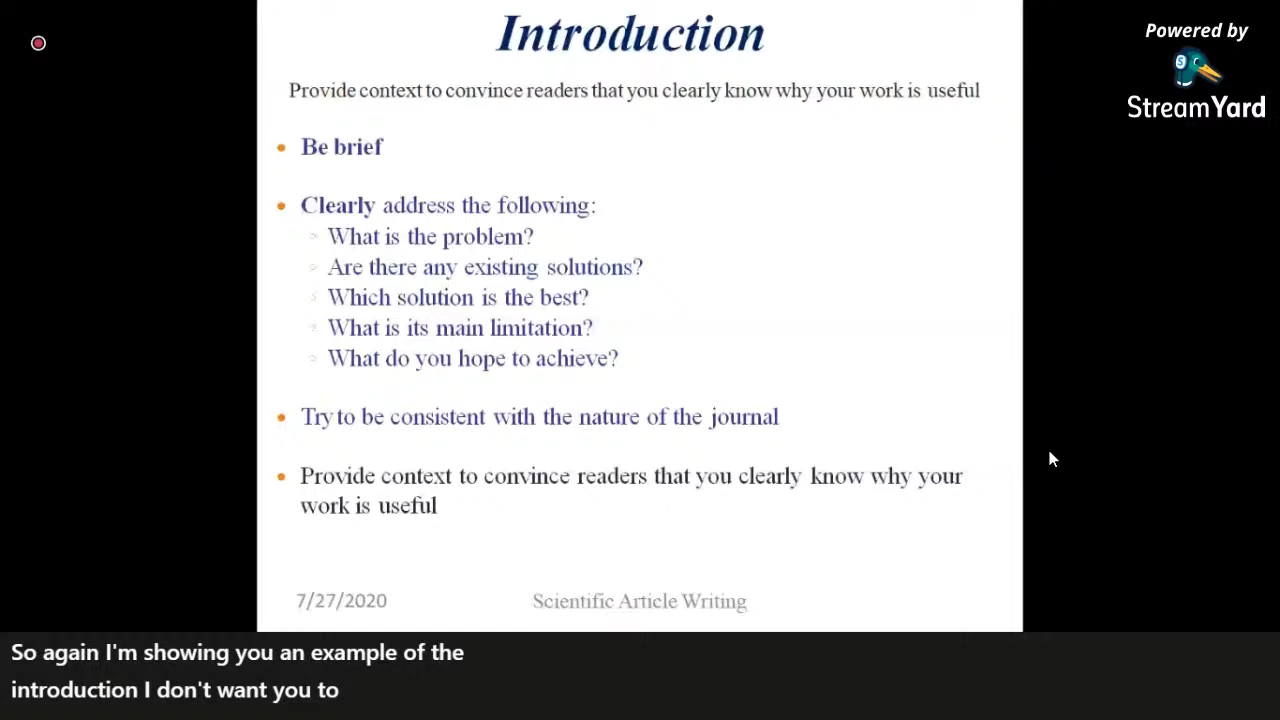 Introduction
Powered by
StreamYard
Provide context to convince readers that you clearly know why your work is useful
Be brief
Clearly address the following:
What is the problem?
Are there any existing solutions?
Which solution is the best?
What is its main limitation?
What do you hope to achieve?
Try to be consistent with the nature of the journal
Provide context to convince readers that you clearly know why your
work is useful
7/27/2020
Scientific Article Writing
So again I'm showing you an example of the
introduction I don't want you to